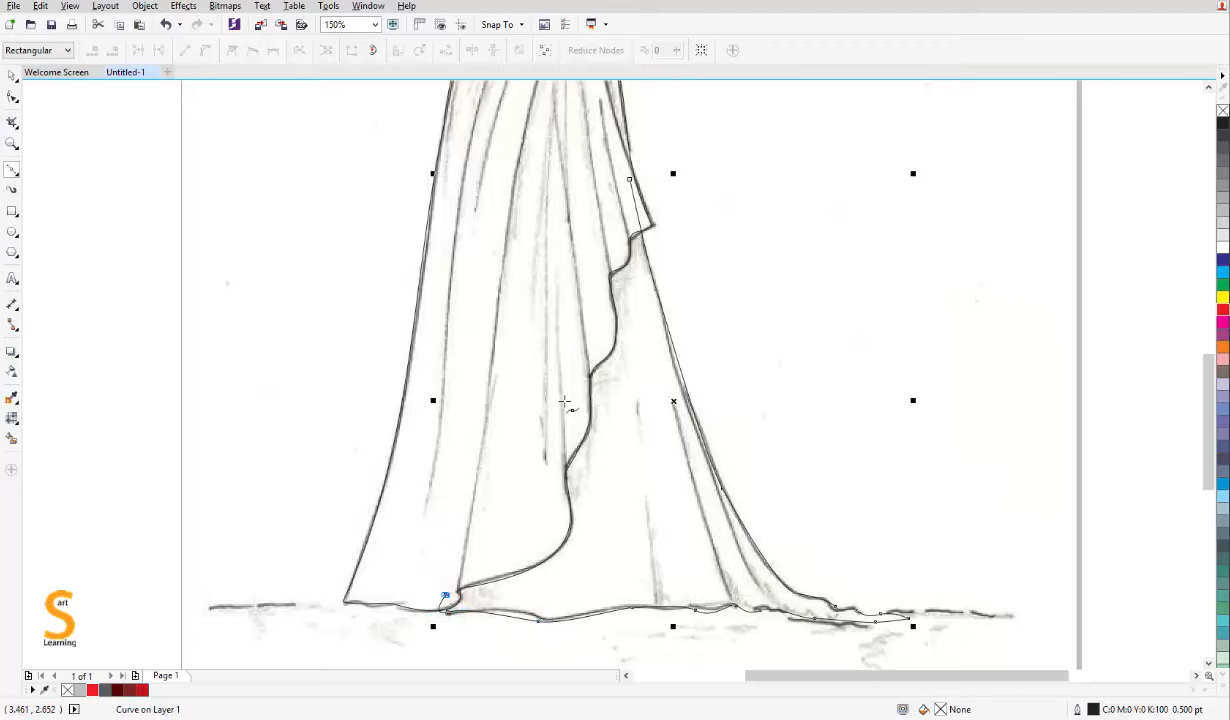 File Edit View Layout Object Effects Bitmaps Text Table Tools Window Help
150% Snap To
Rectangular Reduce Nodes 0
Welcome Screen Untitled-1
art
S
Learning
1 of 1 Page 1
(3.461, 2.652) Curve on Layer 1 None C:0 M:0 Y:0 K:100 0.500 pt